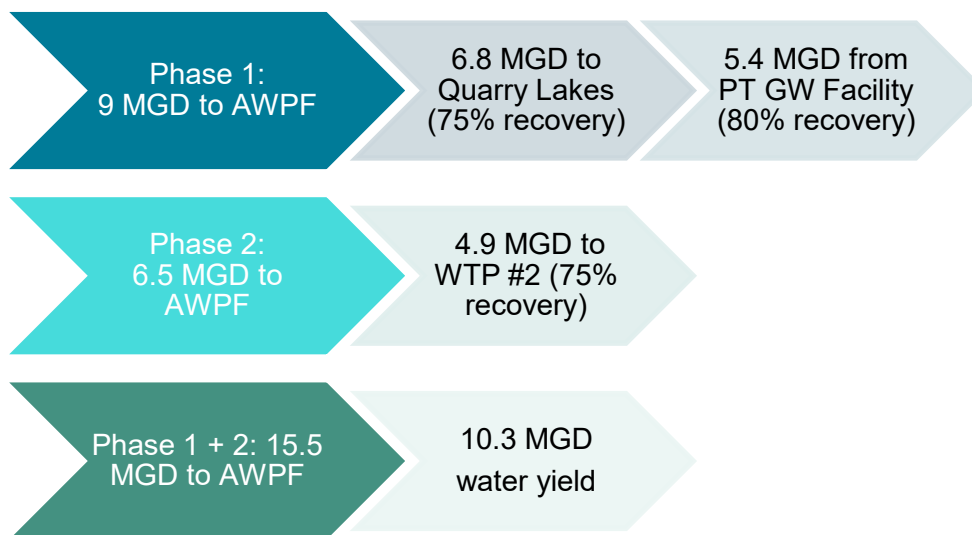 Phase 1:
9 MGD to AWPF
6.8 MGD to
Quarry Lakes
(75% recovery)
5.4 MGD from
PT GW Facility
(80% recovery)
Phase 2:
6.5 MGD to
AWPF
4.9 MGD to
WTP #2 (75%
recovery)
Phase 1 + 2: 15.5
MGD to AWPF
10.3 MGD
water yield